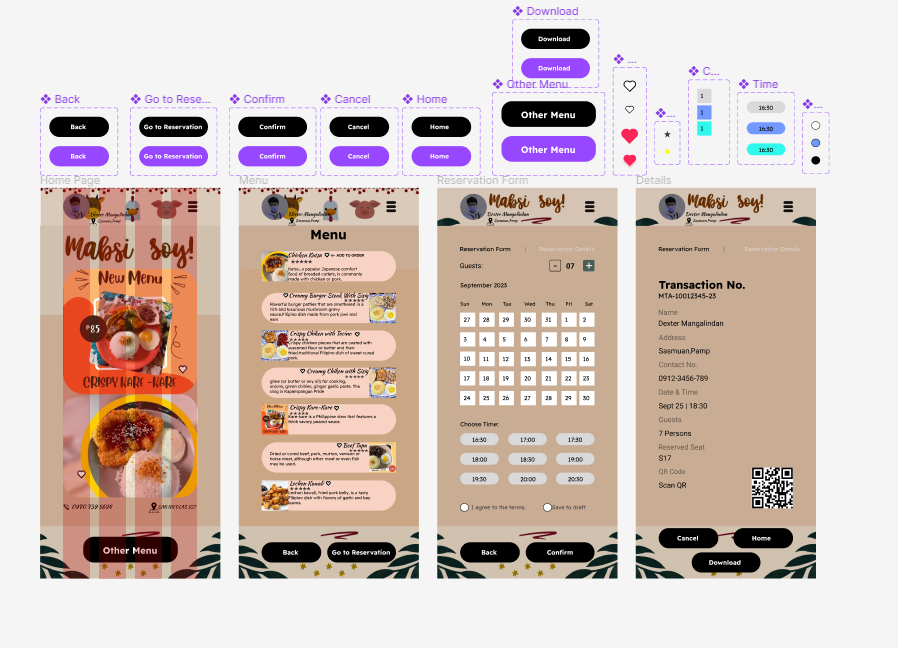 Download
Download
Download
...
Other Menu
Other Menu
Other Menu
Back
Back
Back
Go to Rese...
Go to Reservation
Go to Reservation
Confirm
Confirm
Confirm
Cancel
Cancel
Cancel
Home
Home
Home
...
C...
1
1
1
Time
16:30
16:30
16:30
...
Home Page
Dexter Mangalindan
Sasmuan,Pamp
Mabsi Soy!
New Menu
₱85
CRISPY KARE-KARE
Other Menu
Menu
Dexter Mangalindan
Sasmuan,Pamp
Menu
Chicken Katsu
<- ADD TO ORDER
Katsu, a popular Japanese comfort
food of breaded cutlets, is commonly
made with chicken or pork.
Creamy Burger Steak With Sisig
Flavorful burger patties that are smothered in a
rich and luxurious mushroom gravy
sauce.Filipino dish made from pork jowl and
ears
Crispy Chiken with Tocino
Crispy chicken pieces that are coated with
seasoned flour or batter and then
fried.traditional Filipino dish of sweet cured
pork.
Creamy Chiken with Sisig
ghee (or butter or any oil) for cooking,
onions, green chilies, ginger garlic paste. The
sisig is Kapampangan Pride
Crispy Kare-Kare
Kare-kare is a Philippine stew that features a
thick savory peanut sauce
Beef Tapa
Dried or cured beef, pork, mutton, venison or
horse meat, although other meat or even fish
may be used.
Lechon Kawali
lechon kawali, fried pork belly, is a tasty
Filipino dish with flavors of garlic and bay
leaves.
Back
Go to Reservation
Reservation Form
Mabsi Soy!
Dexter Mangalindan
Sasmuan,Pamp
Reservation Form | Reservation Details
Guests:
- 07 +
September 2023
Sun Mon Tue Wed Thu Fri Sat
27 28 29 30 31 1 2
3 4 5 6 7 8 9
10 11 12 13 14 15 16
17 18 19 20 21 22 23
24 25 26 27 28 29 30
Choose Time:
16:30 17:00 17:30
18:00 18:30 19:00
19:30 20:00 20:30
I agree to the terms.
Save to draft
Back
Confirm
Details
Mabsi Soy!
Dexter Mangalindan
Sasmuan,Pamp
Reservation Form | Reservation Details
Transaction No.
MTA-10012345-23
Name
Dexter Mangalindan
Address
Sasmuan,Pamp
Contact No.
0912-3456-789
Date & Time
Sept 25 | 18:30
Guests
7 Persons
Reserved Seat
S17
QR Code
Scan QR
Cancel
Home
Download